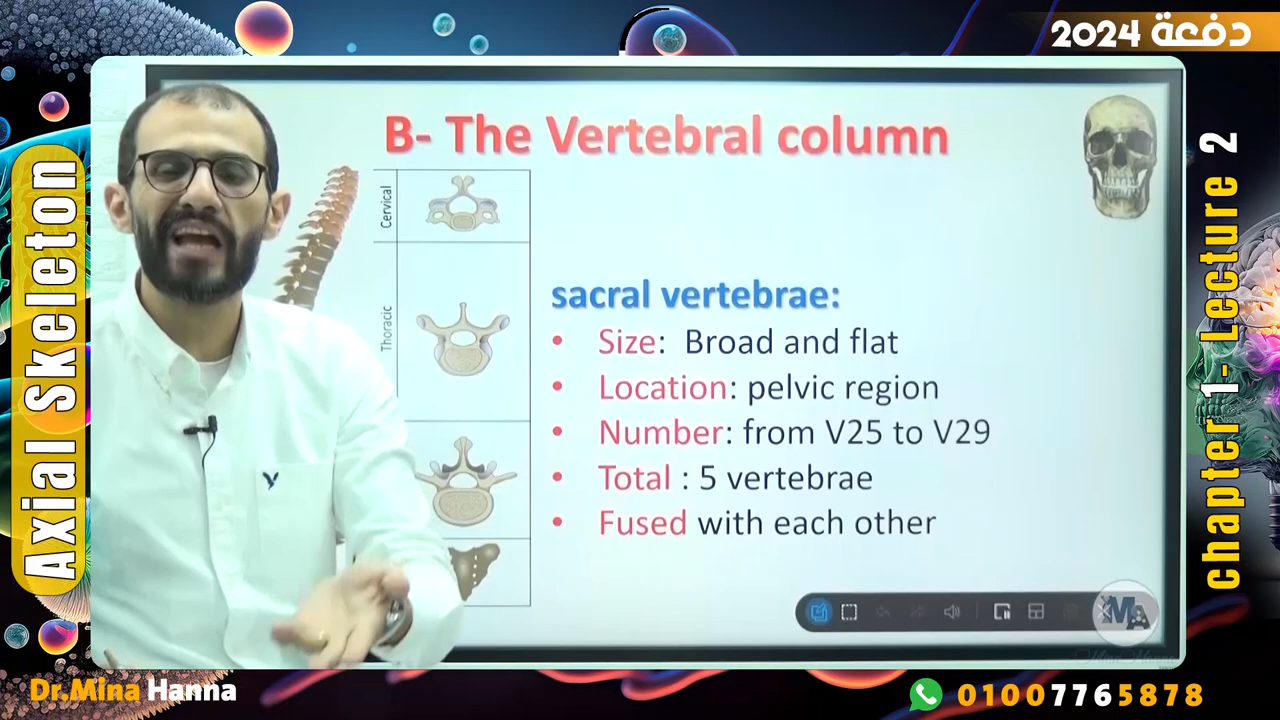 دفعة 2024
Axial Skeleton
B- The Vertebral column
Cervical
Thoracic
sacral vertebrae:
• Size: Broad and flat
• Location: pelvic region
• Number: from V25 to V29
• Total : 5 vertebrae
• Fused with each other
MA
chapter 1- Lecture 2
Dr.Mina Hanna
01007765878